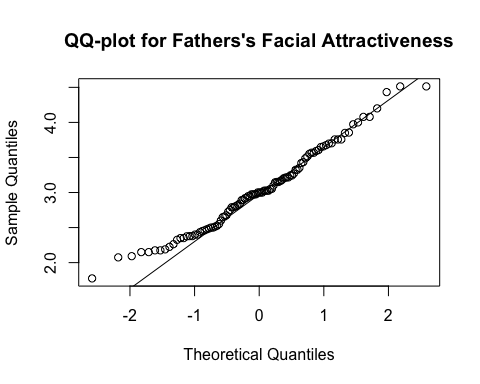 QQ-plot for Fathers's Facial Attractiveness
Sample Quantiles
4.0
3.0
2.0
-2 -1 0 1 2
Theoretical Quantiles